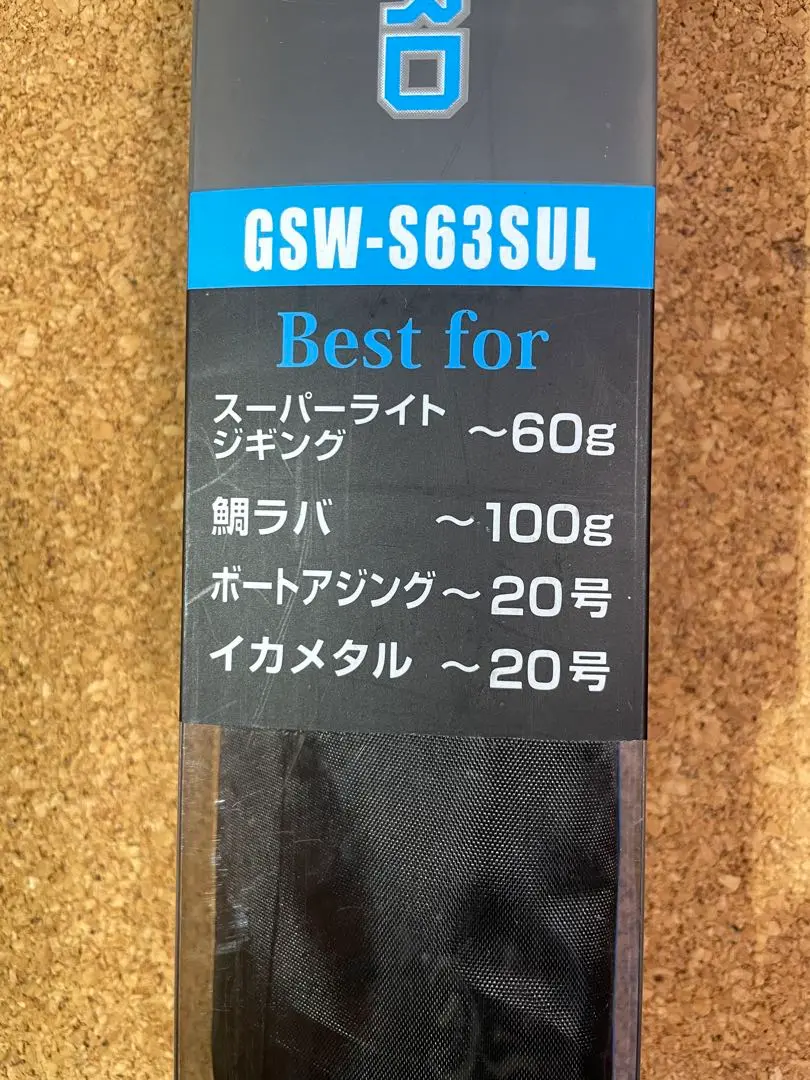 GSW-S63SUL
Best for
スーパーライト
ジギング ～60g
鯛ラバ ～100g
ボートアジング～20号
イカメタル ～20号